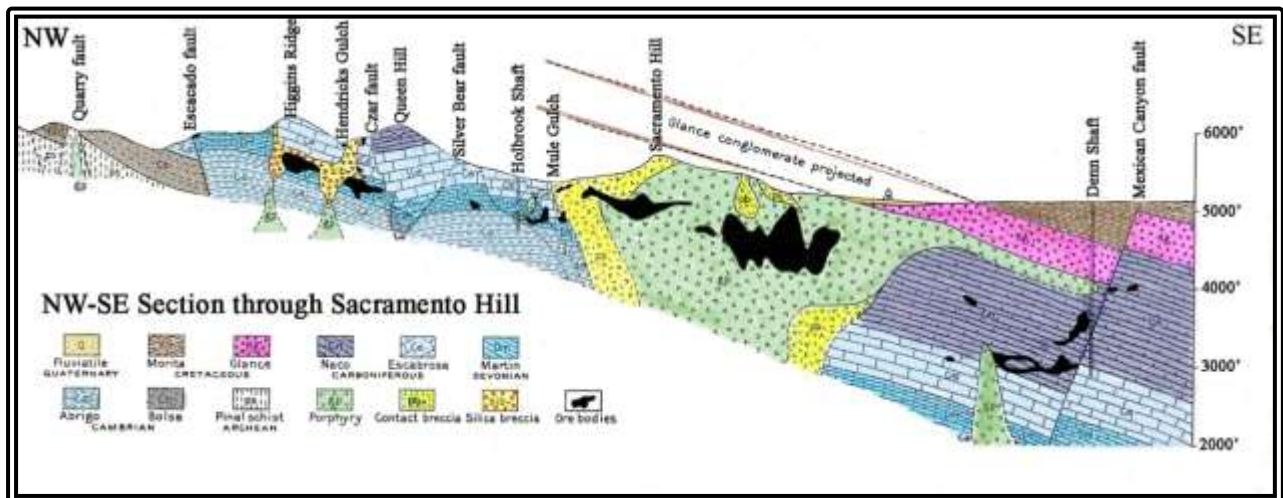 NW
SE
Quarry fault
Escacado fault
Higgins Ridge
Hendricks Gulch
Czar fault
Queen Hill
Silver Bear fault
Holbrook Shaft
Mule Gulch
Sacramento Hill
Denn Shaft
Mexican Canyon fault
Glance conglomerate projected
6000'
5000'
4000'
3000'
2000'
NW-SE Section through Sacramento Hill
Fluviatile Morita Glance Naco Escabrosa Martin
QUATERNARY CRETACEOUS CARBONIFEROUS DEVONIAN
Abrigo Bolsa Pinal schist Porphyry Contact breccia Silica breccia Ore bodies
CAMBRIAN ARCHEAN